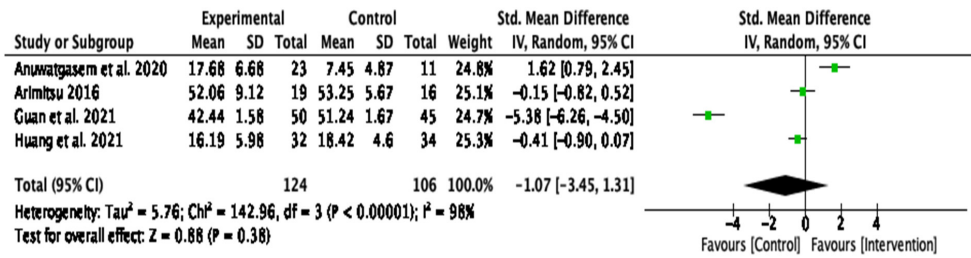 Experimental Control Std. Mean Difference Std. Mean Difference
Study or Subgroup Mean SD Total Mean SD Total Weight IV, Random, 95% CI IV, Random, 95% CI
Anuwatgasem et al. 2020 17.68 6.68 23 7.45 4.87 11 24.8% 1.62 [0.79, 2.45]
Arimitsu 2016 52.06 9.12 19 53.25 5.67 16 25.1% −0.15 [−0.82, 0.52]
Guan et al. 2021 42.44 1.58 50 51.24 1.67 45 24.7% −5.38 [−6.26, −4.50]
Huang et al. 2021 16.19 5.98 32 18.42 4.6 34 25.3% −0.41 [−0.90, 0.07]
Total (95% CI) 124 106 100.0% −1.07 [−3.45, 1.31]
Heterogeneity: Tau² = 5.76; Chi² = 142.96, df = 3 (P < 0.00001); I² = 98%
Test for overall effect: Z = 0.88 (P = 0.38)
−4 −2 0 2 4
Favours [Control] Favours [Intervention]